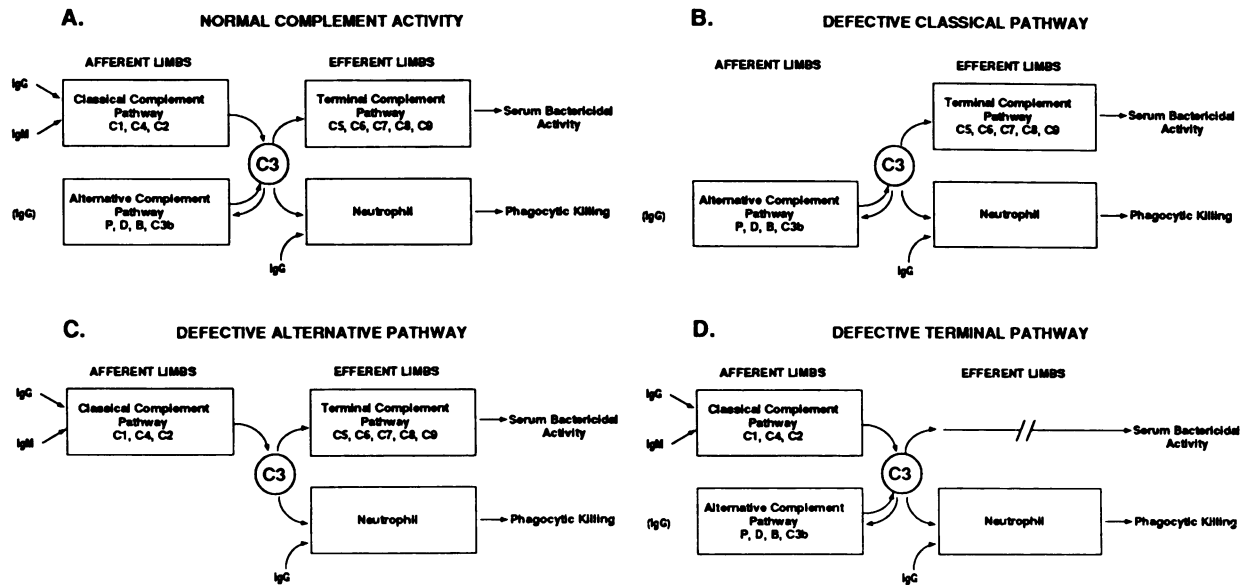 A.
NORMAL COMPLEMENT ACTIVITY
AFFERENT LIMBS
EFFERENT LIMBS
IgG
IgM
Classical Complement
Pathway
C1, C4, C2
Terminal Complement
Pathway
C5, C6, C7, C8, C9
Serum Bactericidal
Activity
C3
(IgG)
Alternative Complement
Pathway
P, D, B, C3b
Neutrophil
Phagocytic Killing
IgG
B.
DEFECTIVE CLASSICAL PATHWAY
AFFERENT LIMBS
EFFERENT LIMBS
Terminal Complement
Pathway
C5, C6, C7, C8, C9
Serum Bactericidal
Activity
C3
(IgG)
Alternative Complement
Pathway
P, D, B, C3b
Neutrophil
Phagocytic Killing
IgG
C.
DEFECTIVE ALTERNATIVE PATHWAY
AFFERENT LIMBS
EFFERENT LIMBS
IgG
IgM
Classical Complement
Pathway
C1, C4, C2
Terminal Complement
Pathway
C5, C6, C7, C8, C9
Serum Bactericidal
Activity
C3
Neutrophil
Phagocytic Killing
IgG
D.
DEFECTIVE TERMINAL PATHWAY
AFFERENT LIMBS
EFFERENT LIMBS
IgG
IgM
Classical Complement
Pathway
C1, C4, C2
Serum Bactericidal
Activity
C3
(IgG)
Alternative Complement
Pathway
P, D, B, C3b
Neutrophil
Phagocytic Killing
IgG